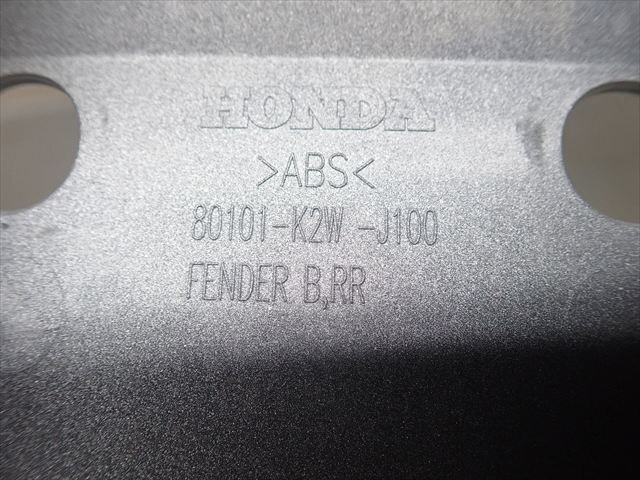 HONDA
>ABS<
80101-K2W -J100
FENDER B,RR